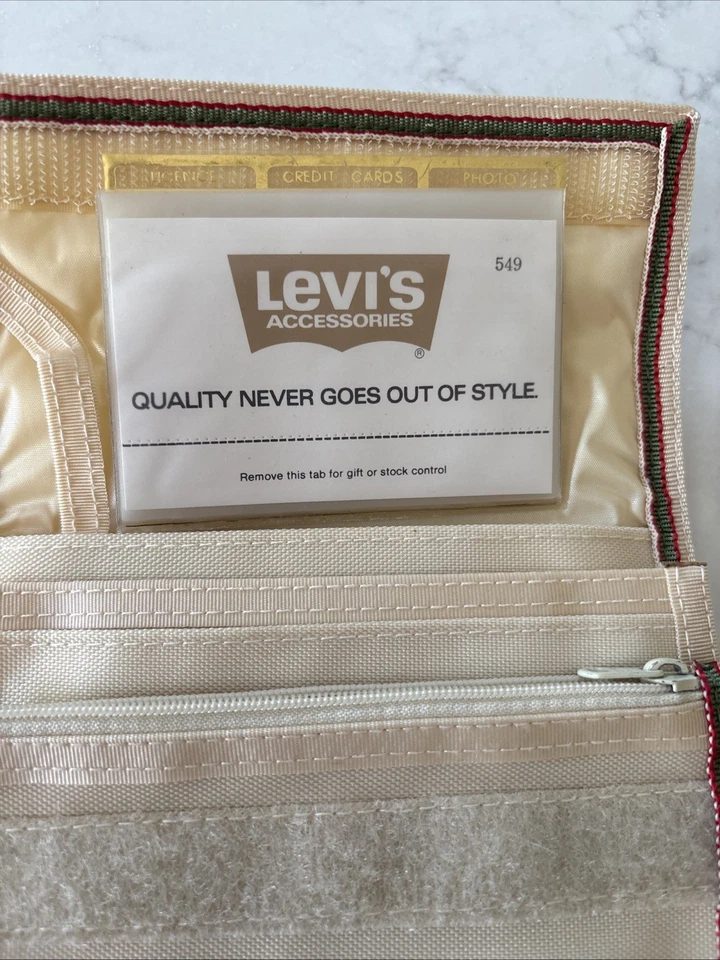 LICENCE CREDIT CARDS PHOTO
549
LEVI'S
ACCESSORIES
®
QUALITY NEVER GOES OUT OF STYLE.
Remove this tab for gift or stock control